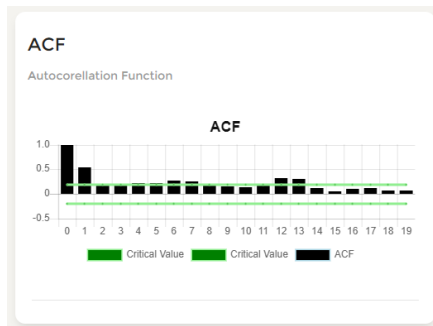 ACF
Autocorellation Function
ACF
1.0
0.5
0
-0.5
0 1 2 3 4 5 6 7 8 9 10 11 12 13 14 15 16 17 18 19
Critical Value Critical Value ACF